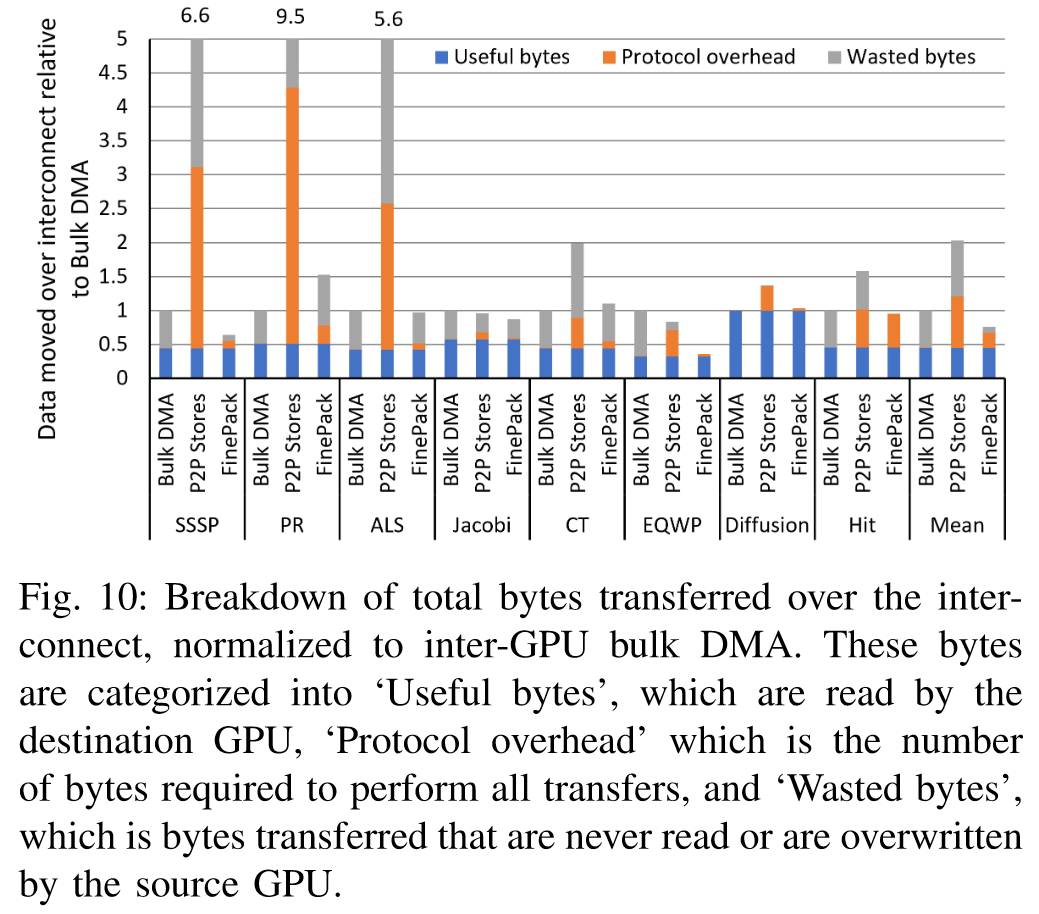 6.6 9.5 5.6
Data moved over interconnect relative
to Bulk DMA
5
4.5
4
3.5
3
2.5
2
1.5
1
0.5
0
Useful bytes Protocol overhead Wasted bytes
Bulk DMA P2P Stores FinePack Bulk DMA P2P Stores FinePack Bulk DMA P2P Stores FinePack Bulk DMA P2P Stores FinePack Bulk DMA P2P Stores FinePack Bulk DMA P2P Stores FinePack Bulk DMA P2P Stores FinePack Bulk DMA P2P Stores FinePack Bulk DMA P2P Stores FinePack
SSSP PR ALS Jacobi CT EQWP Diffusion Hit Mean
Fig. 10: Breakdown of total bytes transferred over the inter-
connect, normalized to inter-GPU bulk DMA. These bytes
are categorized into ‘Useful bytes’, which are read by the
destination GPU, ‘Protocol overhead’ which is the number
of bytes required to perform all transfers, and ‘Wasted bytes’,
which is bytes transferred that are never read or are overwritten
by the source GPU.